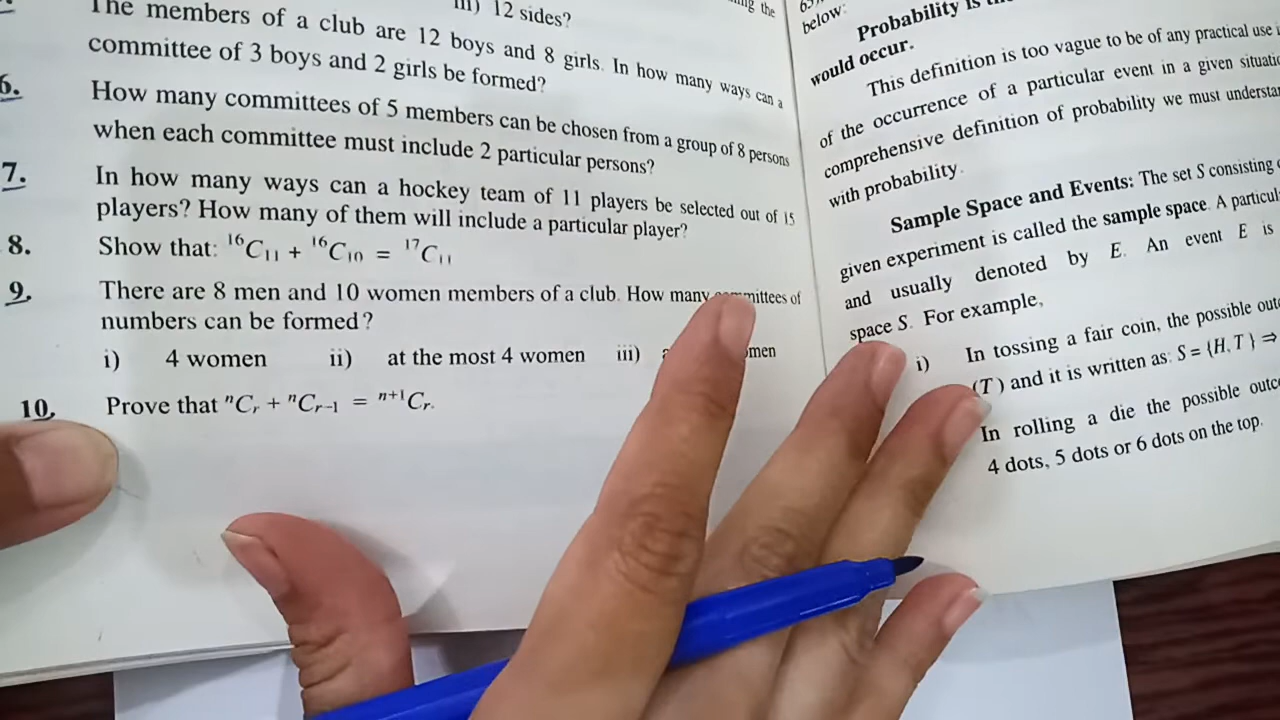 iii) 12 sides?
The members of a club are 12 boys and 8 girls. In how many ways can a
committee of 3 boys and 2 girls be formed?
6. How many committees of 5 members can be chosen from a group of 8 persons
when each committee must include 2 particular persons?
7. In how many ways can a hockey team of 11 players be selected out of 15
players? How many of them will include a particular player?
8. Show that: ¹⁶C₁₁ + ¹⁶C₁₀ = ¹⁷C₁₁
9. There are 8 men and 10 women members of a club. How many of
numbers can be formed?
i) 4 women ii) at the most 4 women iii)
10. Prove that ⁿCᵣ + ⁿCᵣ₋₁ = ⁿ⁺¹Cᵣ.
the
below:
Probability is
would occur.
This definition is too vague to be of any practical use
of the occurrence of a particular event in a given
comprehensive definition of probability we must
with probability.
Sample Space and Events: The set S consisting
given experiment is called the sample space. A
and usually denoted by E. An event E is
space S. For example,
i) In tossing a fair coin, the possible
(T) and it is written as: S = {H, T} ⇒
In rolling a die the possible
4 dots, 5 dots or 6 dots on the top.